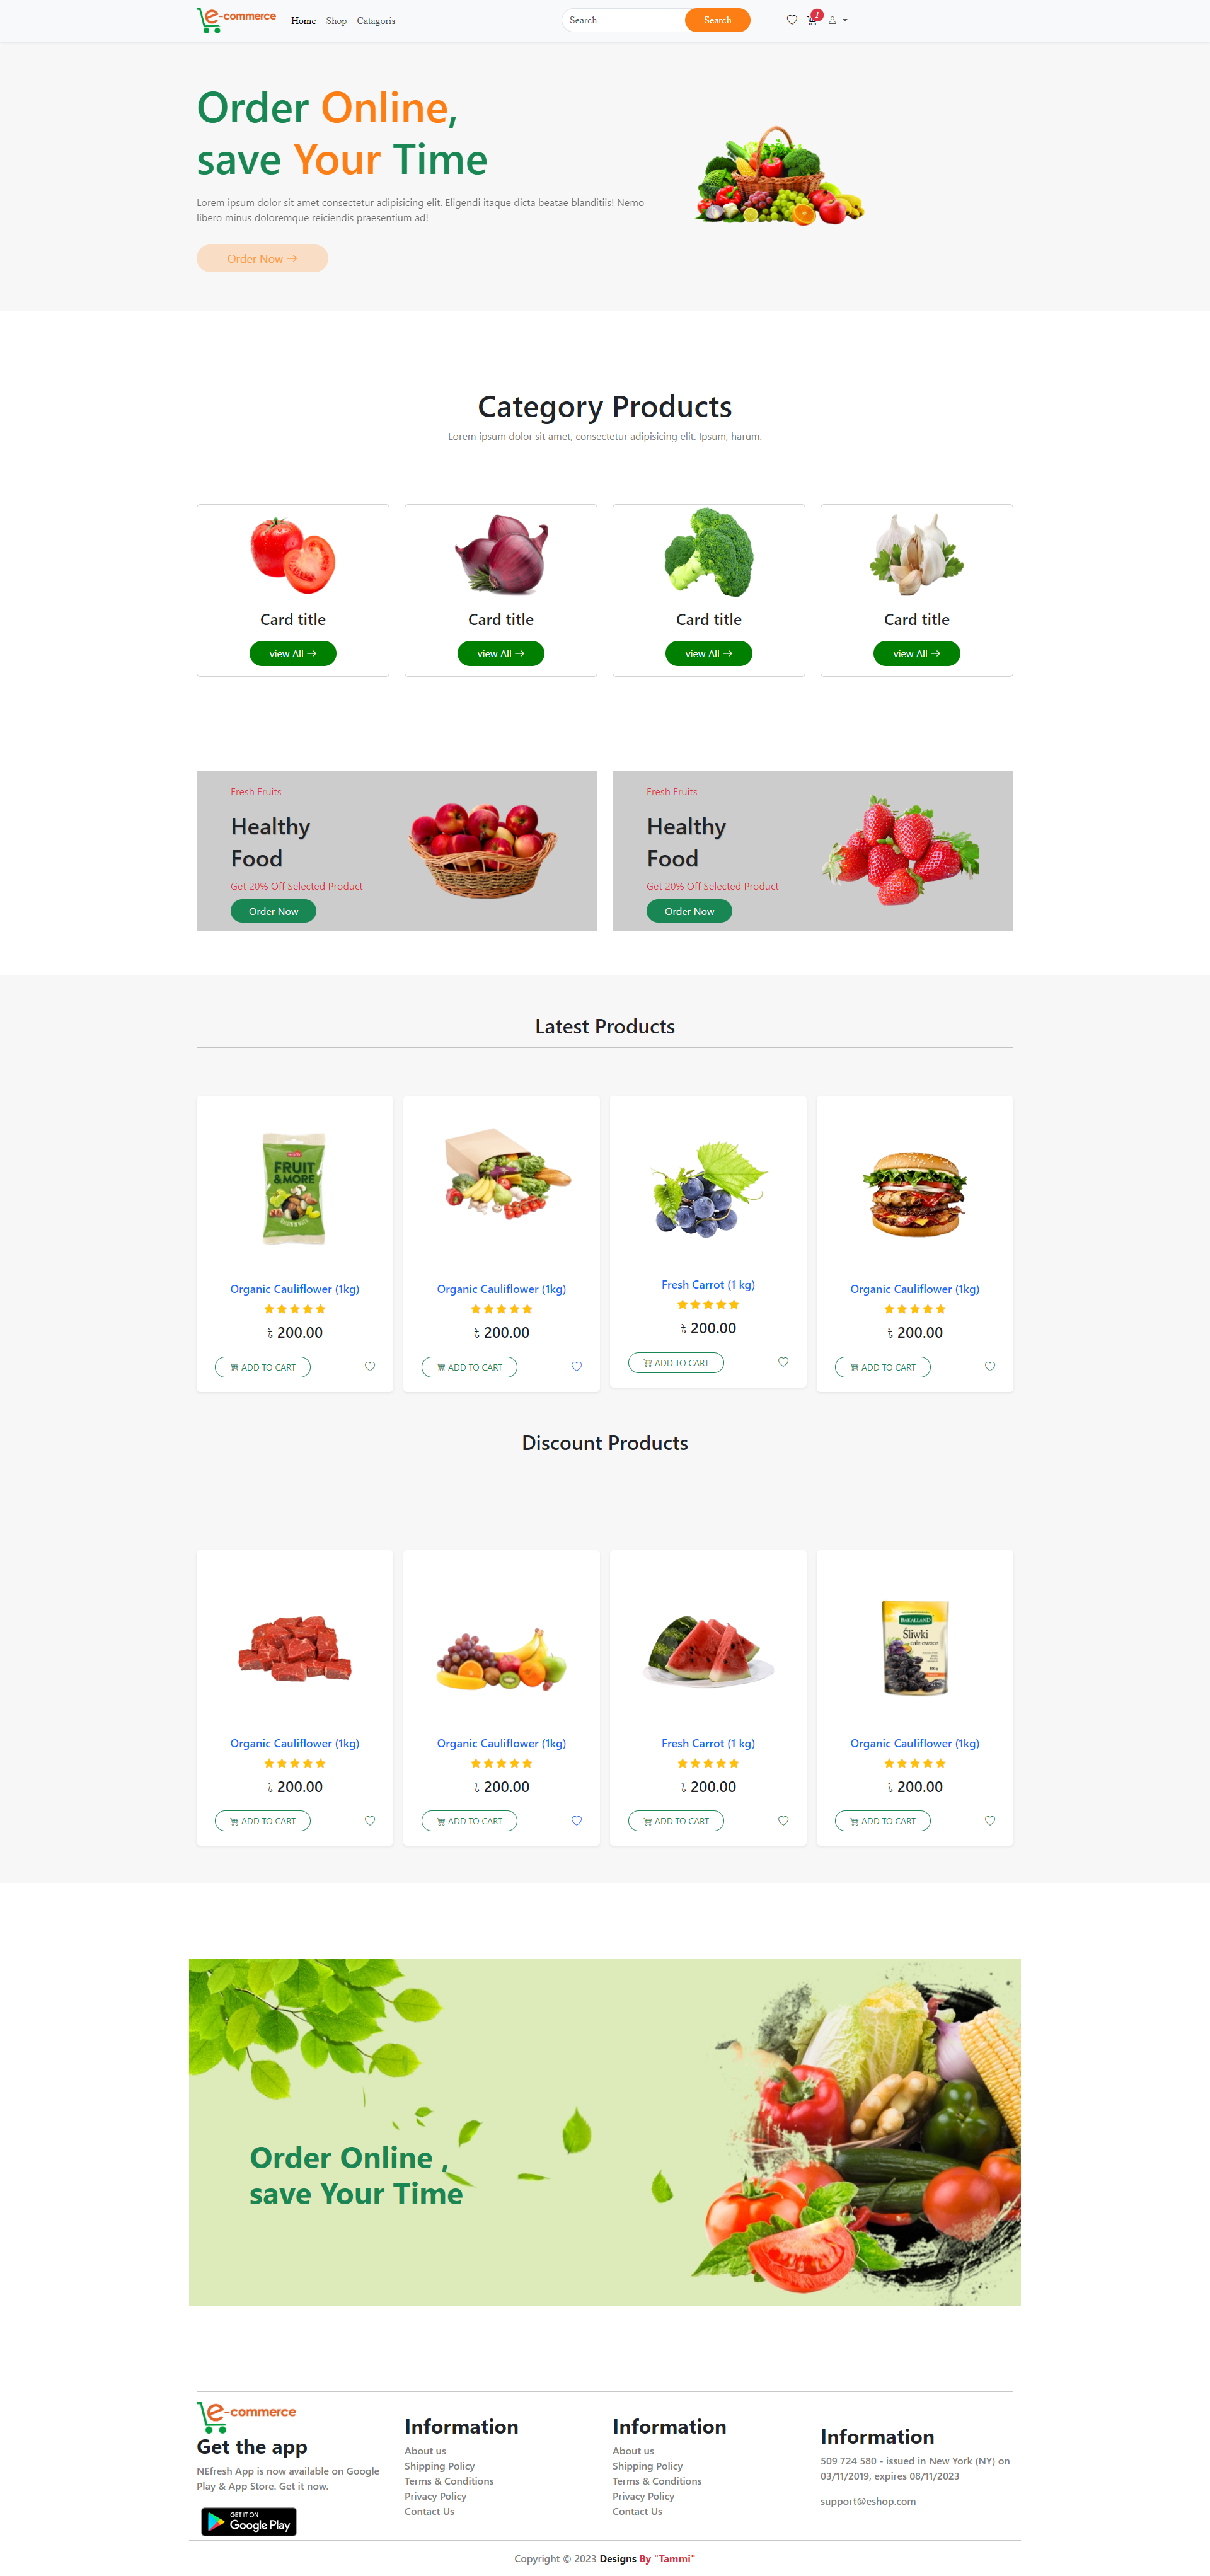 e-commerce
Home Shop Catagoris
Search
Search
1
Order Online,
save Your Time
Lorem ipsum dolor sit amet consectetur adipisicing elit. Eligendi itaque dicta beatae blanditiis! Nemo
libero minus doloremque reiciendis praesentium ad!
Order Now →
Category Products
Lorem ipsum dolor sit amet, consectetur adipisicing elit. Ipsum, harum.
Card title
view All →
Card title
view All →
Card title
view All →
Card title
view All →
Fresh Fruits
Healthy
Food
Get 20% Off Selected Product
Order Now
Fresh Fruits
Healthy
Food
Get 20% Off Selected Product
Order Now
Latest Products
FRUIT
&MORE
Organic Cauliflower (1kg)
৳ 200.00
ADD TO CART
Organic Cauliflower (1kg)
৳ 200.00
ADD TO CART
Fresh Carrot (1 kg)
৳ 200.00
ADD TO CART
Organic Cauliflower (1kg)
৳ 200.00
ADD TO CART
Discount Products
Organic Cauliflower (1kg)
৳ 200.00
ADD TO CART
Organic Cauliflower (1kg)
৳ 200.00
ADD TO CART
Fresh Carrot (1 kg)
৳ 200.00
ADD TO CART
BAKALLAND
Śliwki
całe owoce
Organic Cauliflower (1kg)
৳ 200.00
ADD TO CART
Order Online ,
save Your Time
e-commerce
Get the app
NEfresh App is now available on Google
Play & App Store. Get it now.
GET IT ON
Google Play
Information
About us
Shipping Policy
Terms & Conditions
Privacy Policy
Contact Us
Information
About us
Shipping Policy
Terms & Conditions
Privacy Policy
Contact Us
Information
509 724 580 - issued in New York (NY) on
03/11/2019, expires 08/11/2023
support@eshop.com
Copyright © 2023 Designs By "Tammi"